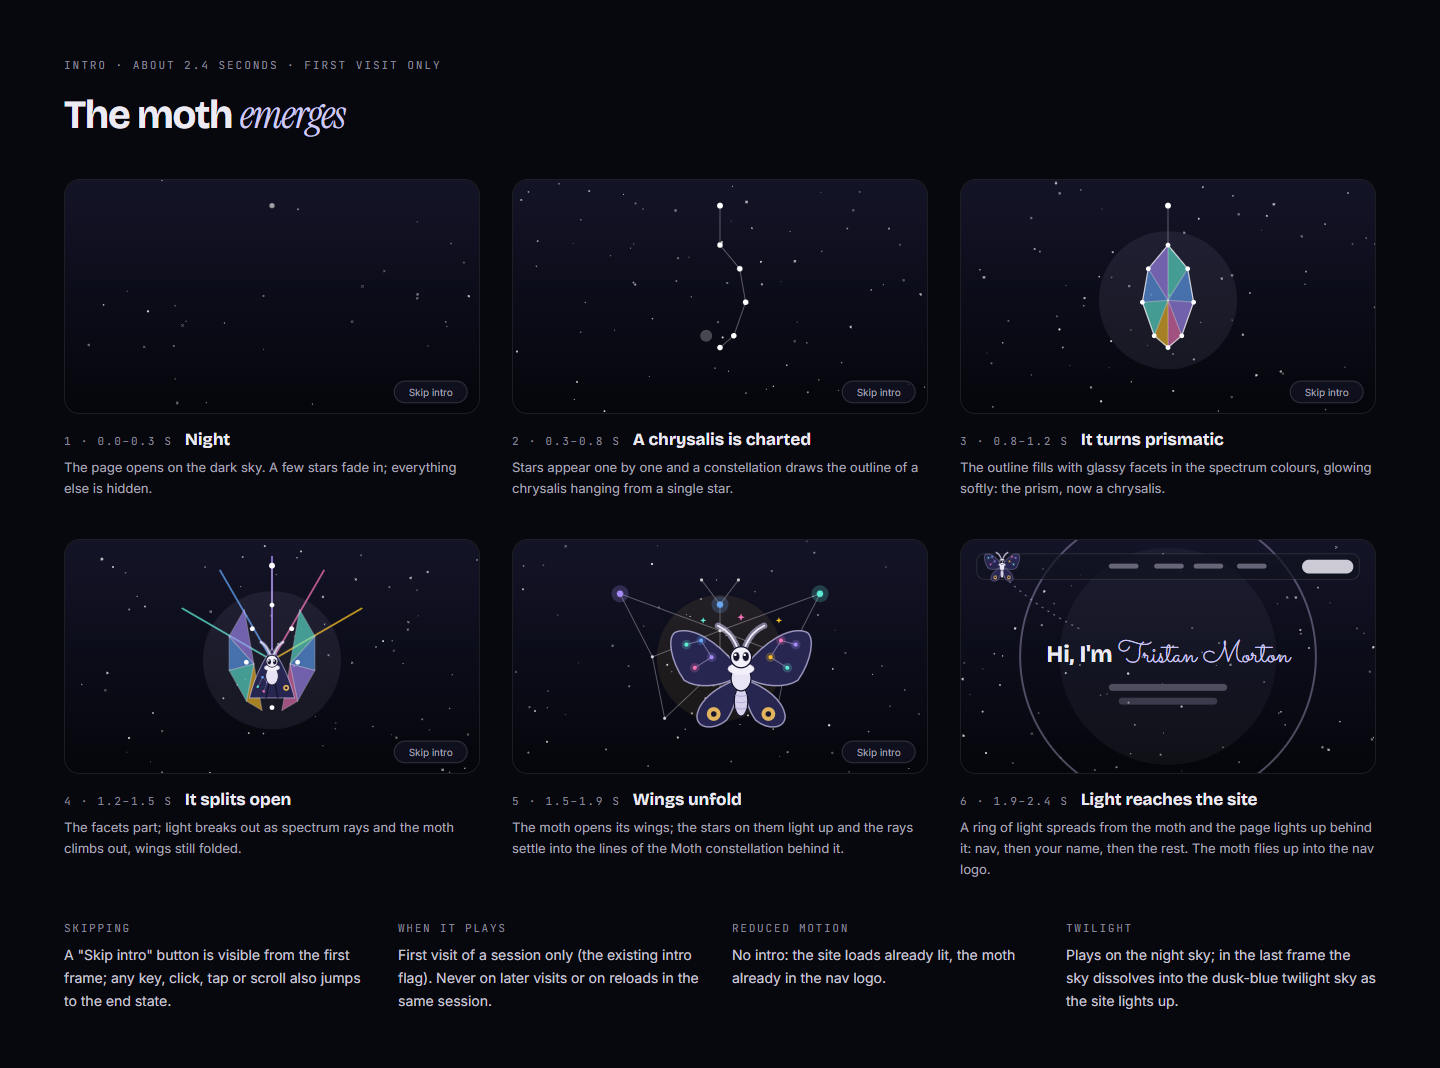 INTRO · ABOUT 2.4 SECONDS · FIRST VISIT ONLY
The moth emerges
Skip intro
Skip intro
Skip intro
1 · 0.0–0.3 S Night
The page opens on the dark sky. A few stars fade in; everything
else is hidden.
2 · 0.3–0.8 S A chrysalis is charted
Stars appear one by one and a constellation draws the outline of a
chrysalis hanging from a single star.
3 · 0.8–1.2 S It turns prismatic
The outline fills with glassy facets in the spectrum colours, glowing
softly: the prism, now a chrysalis.
Skip intro
Skip intro
Hi, I'm Tristan Morton
4 · 1.2–1.5 S It splits open
The facets part; light breaks out as spectrum rays and the moth
climbs out, wings still folded.
5 · 1.5–1.9 S Wings unfold
The moth opens its wings; the stars on them light up and the rays
settle into the lines of the Moth constellation behind it.
6 · 1.9–2.4 S Light reaches the site
A ring of light spreads from the moth and the page lights up behind
it: nav, then your name, then the rest. The moth flies up into the nav
logo.
SKIPPING
A "Skip intro" button is visible from the first
frame; any key, click, tap or scroll also jumps
to the end state.
WHEN IT PLAYS
First visit of a session only (the existing intro
flag). Never on later visits or on reloads in the
same session.
REDUCED MOTION
No intro: the site loads already lit, the moth
already in the nav logo.
TWILIGHT
Plays on the night sky; in the last frame the
sky dissolves into the dusk-blue twilight sky as
the site lights up.